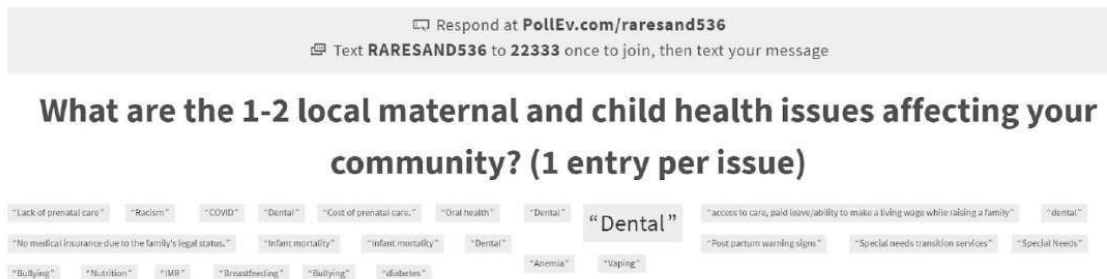 Respond at PollEv.com/raresand536
Text RARESAND536 to 22333 once to join, then text your message
What are the 1-2 local maternal and child health issues affecting your
community? (1 entry per issue)
"Lack of prenatal care" "Racism" "COVID" "Dental" "Cost of prenatal care." "Oral health" "Dental" "Dental" "access to care, paid leave/ability to make a living wage while raising a family" "dental"
"No medical insurance due to the family's legal status." "Infant mortality" "Infant mortality" "Dental" "Post partum warning signs" "Special needs transition services" "Special Needs"
"Anemia" "Vaping"
"Bullying" "Nutrition" "IMR" "Breastfeeding" "Bullying" "diabetes"